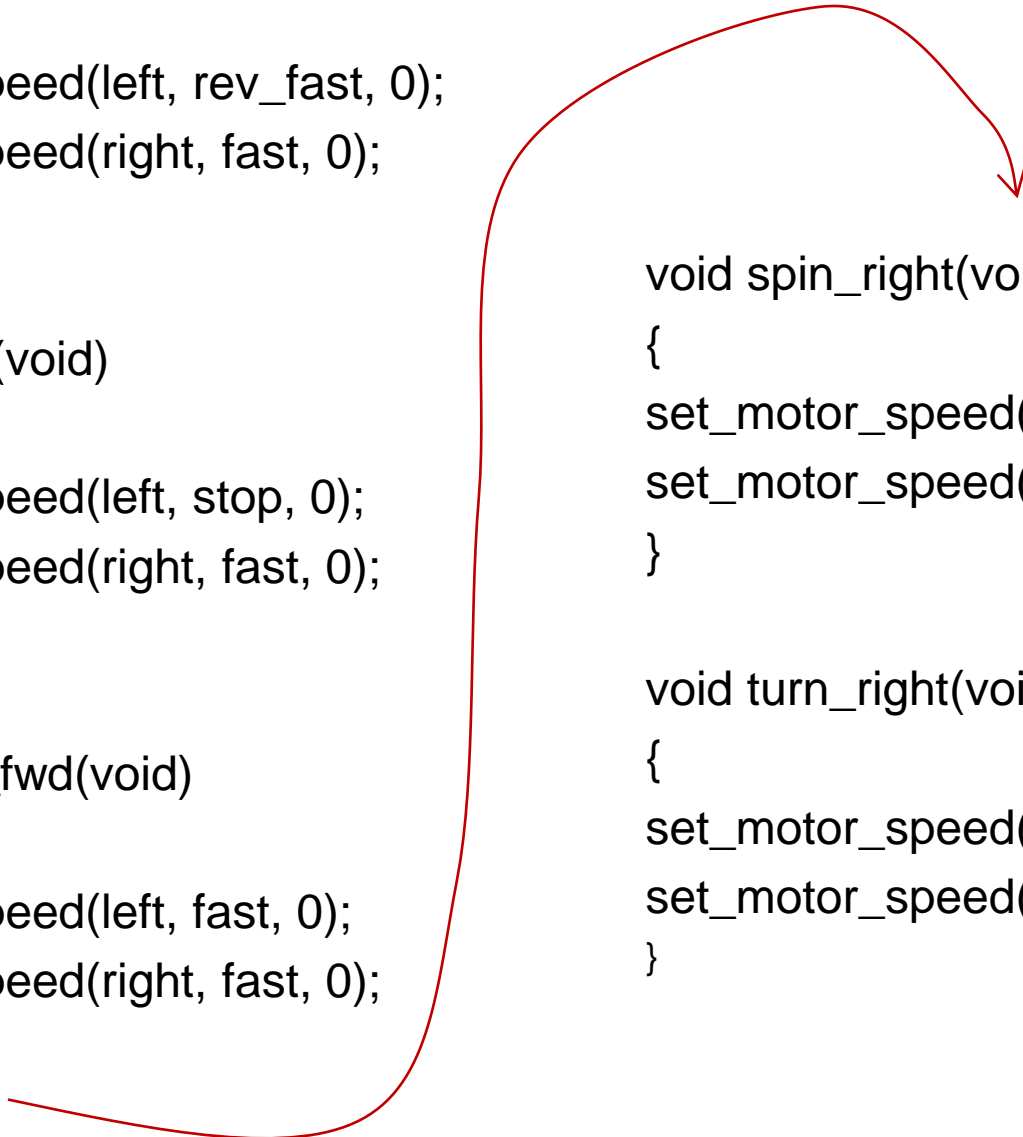 peed(left, rev_fast, 0);
peed(right, fast, 0);
(void)
peed(left, stop, 0);
peed(right, fast, 0);
fwd(void)
peed(left, fast, 0);
peed(right, fast, 0);
void spin_right(vo
{
set_motor_speed(
set_motor_speed(
}
void turn_right(voi
{
set_motor_speed(
set_motor_speed(
}